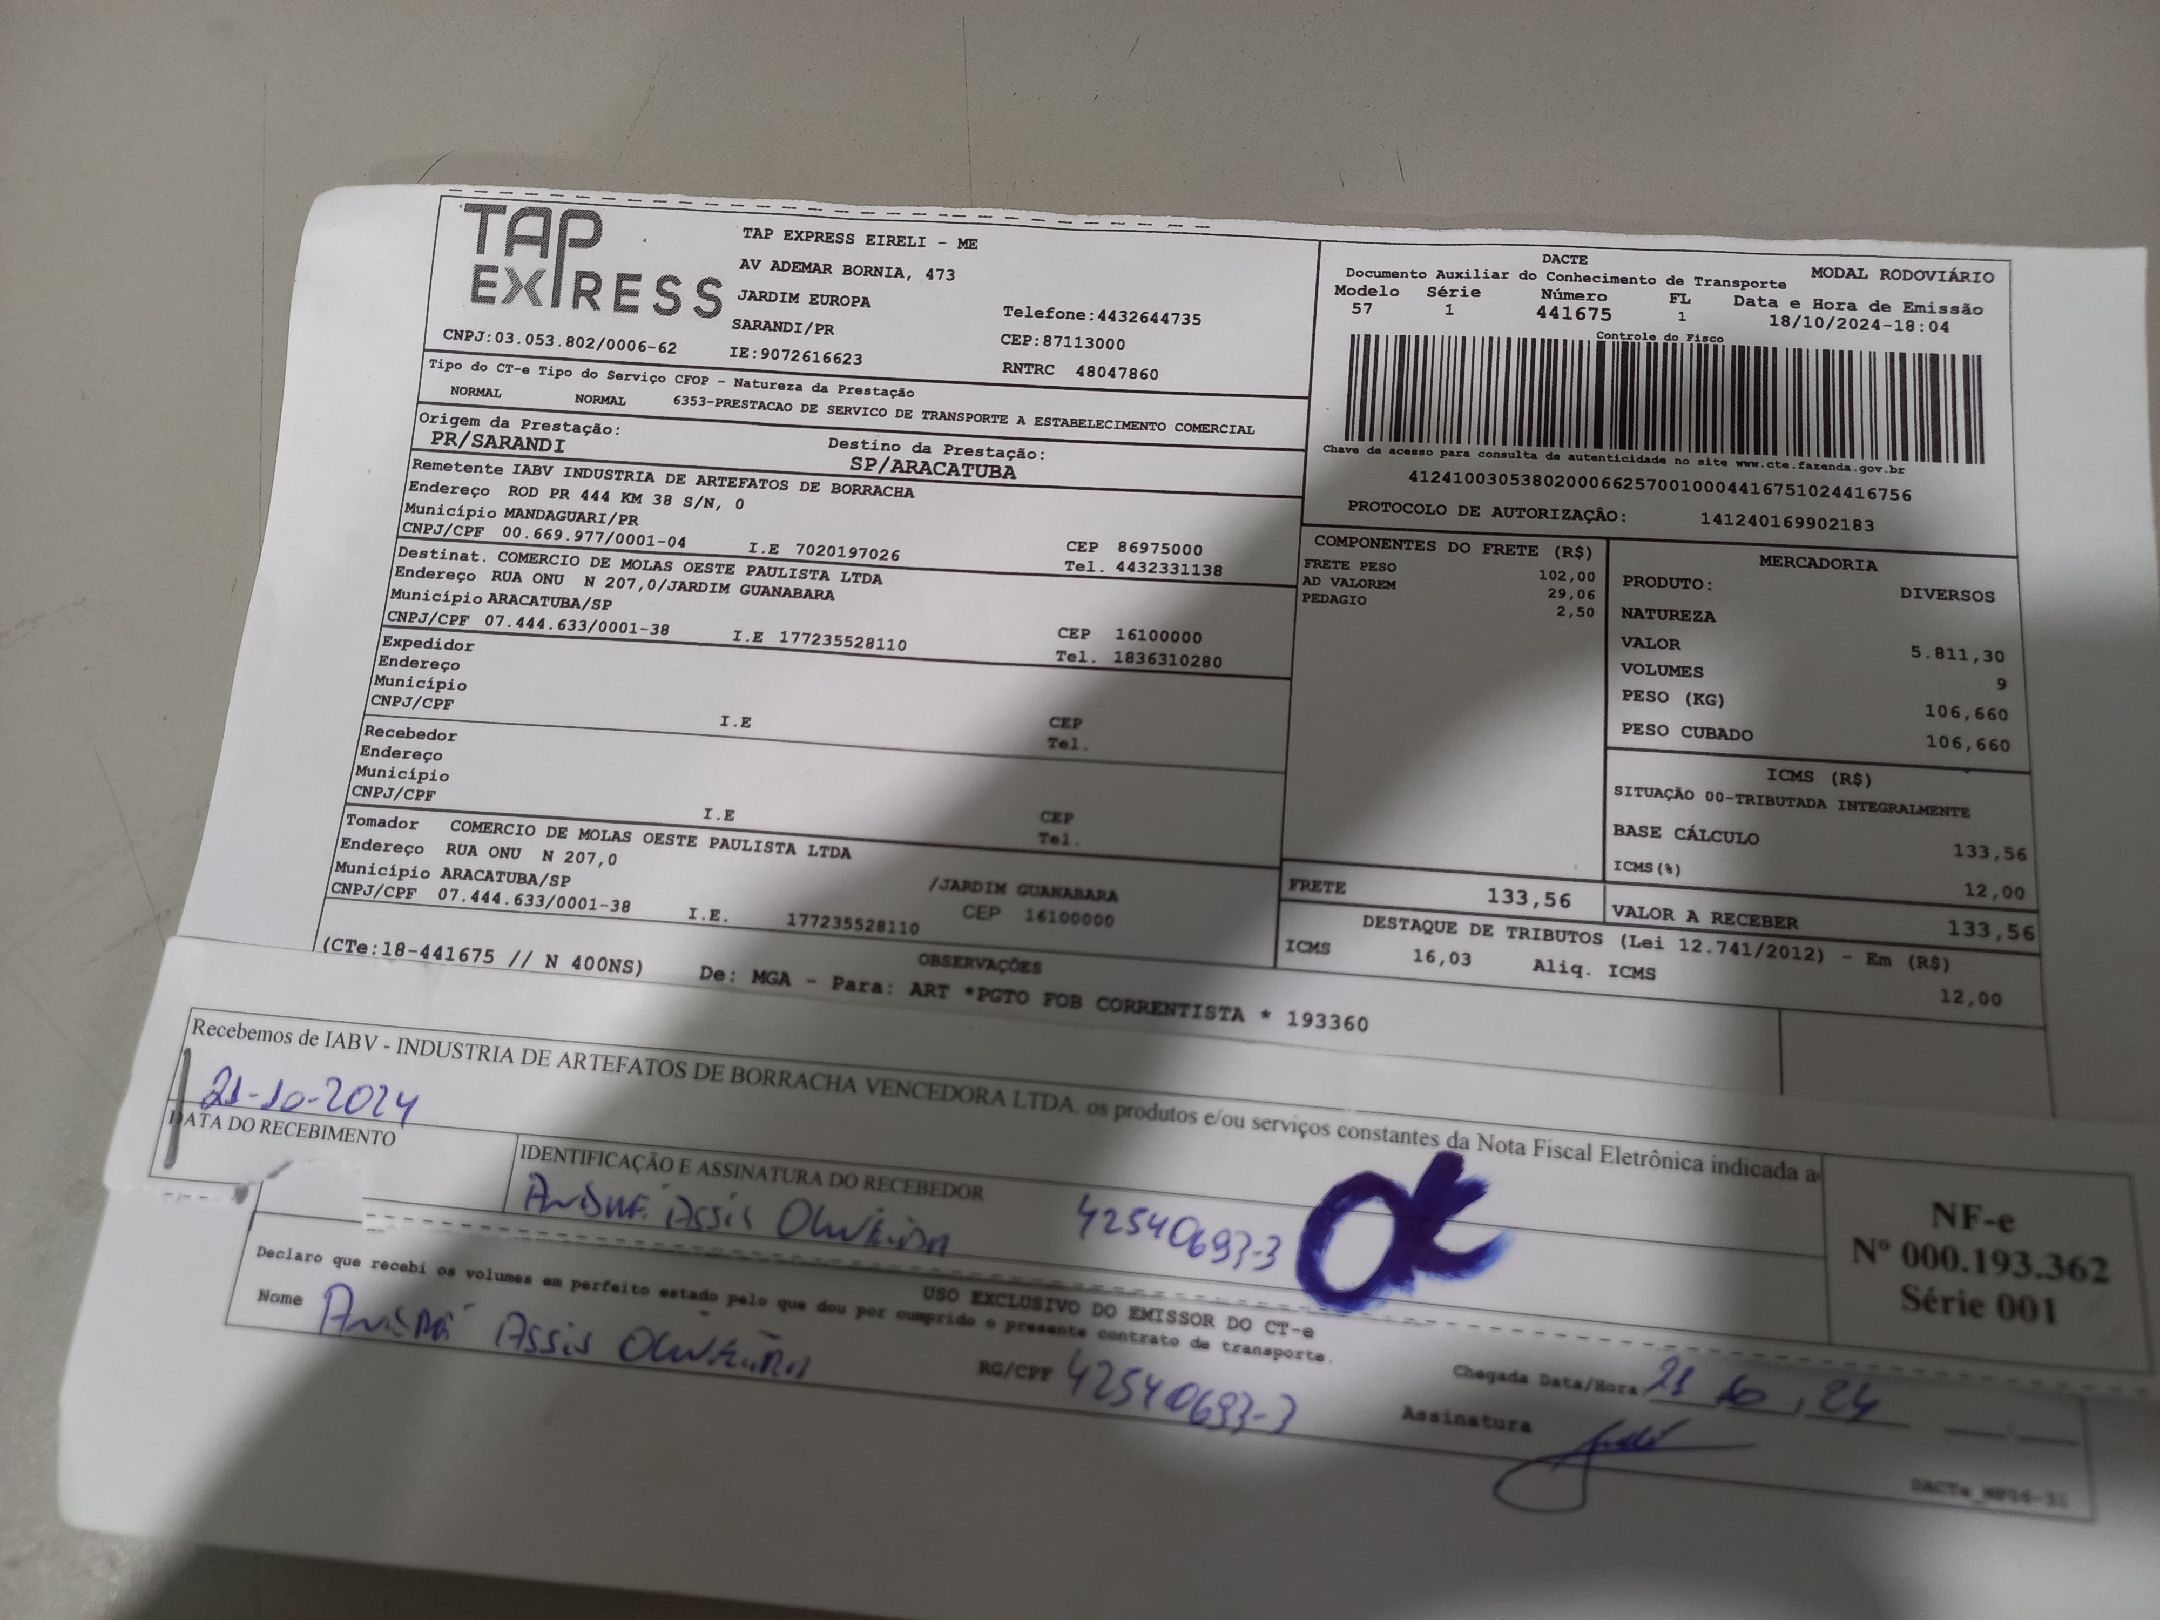 TAP EXPRESS
TAP EXPRESS EIRELI - ME
AV ADEMAR BORNIA, 473
JARDIM EUROPA
SARANDI/PR
Telefone:4432644735
CNPJ:03.053.802/0006-62
IE:9072616623
CEP:87113000
RNTRC 48047860
DACTE
MODAL RODOVIÁRIO
Documento Auxiliar do Conhecimento de Transporte
Modelo Série Número FL Data e Hora de Emissão
57 1 441675 1 18/10/2024-18:04
Controle do Fisco
Chave de acesso para consulta de autenticidade no site www.cte.fazenda.gov.br
41241003053802000662570010004416751024416756
PROTOCOLO DE AUTORIZAÇÃO: 141240169902183
Tipo do CT-e Tipo do Serviço CFOP - Natureza da Prestação
NORMAL NORMAL 6353-PRESTACAO DE SERVICO DE TRANSPORTE A ESTABELECIMENTO COMERCIAL
Origem da Prestação: Destino da Prestação:
PR/SARANDI SP/ARACATUBA
Remetente IABV INDUSTRIA DE ARTEFATOS DE BORRACHA
Endereço ROD PR 444 KM 38 S/N, 0
Município MANDAGUARI/PR CEP 86975000
CNPJ/CPF 00.669.977/0001-04 I.E 7020197026 Tel. 4432331138
Destinat. COMERCIO DE MOLAS OESTE PAULISTA LTDA
Endereço RUA ONU N 207,0/JARDIM GUANABARA
Município ARACATUBA/SP CEP 16100000
CNPJ/CPF 07.444.633/0001-38 I.E 177235528110 Tel. 1836310280
Expedidor
Endereço
Município CEP
CNPJ/CPF I.E Tel.
Recebedor
Endereço
Município CEP
CNPJ/CPF I.E Tel.
Tomador COMERCIO DE MOLAS OESTE PAULISTA LTDA
Endereço RUA ONU N 207,0 /JARDIM GUANABARA
Município ARACATUBA/SP CEP 16100000
CNPJ/CPF 07.444.633/0001-38 I.E. 177235528110
COMPONENTES DO FRETE (R$)
FRETE PESO 102,00
AD VALOREM 29,06
PEDAGIO 2,50
MERCADORIA
PRODUTO: DIVERSOS
NATUREZA
VALOR 5.811,30
VOLUMES 9
PESO (KG) 106,660
PESO CUBADO 106,660
ICMS (R$)
SITUAÇÃO 00-TRIBUTADA INTEGRALMENTE
BASE CÁLCULO 133,56
ICMS(%) 12,00
FRETE 133,56
VALOR A RECEBER 133,56
DESTAQUE DE TRIBUTOS (Lei 12.741/2012) - Em (R$)
ICMS 16,03 Aliq. ICMS 12,00
OBSERVAÇÕES
(CTe:18-441675 // N 400NS) De: MGA - Para: ART *PGTO FOB CORRENTISTA * 193360
Recebemos de IABV - INDUSTRIA DE ARTEFATOS DE BORRACHA VENCEDORA LTDA. os produtos e/ou serviços constantes da Nota Fiscal Eletrônica indicada a
21-10-2024
DATA DO RECEBIMENTO
IDENTIFICAÇÃO E ASSINATURA DO RECEBEDOR
André Assis Oliveira 42540693-3
OK
NF-e
Nº 000.193.362
Série 001
USO EXCLUSIVO DO EMISSOR DO CT-e
Declaro que recebi os volumes em perfeito estado pelo que dou por cumprido o presente contrato de transporte.
Nome André Assis Oliveira RG/CPF 42540693-3
Chegada Data/Hora 21 10 24
Assinatura